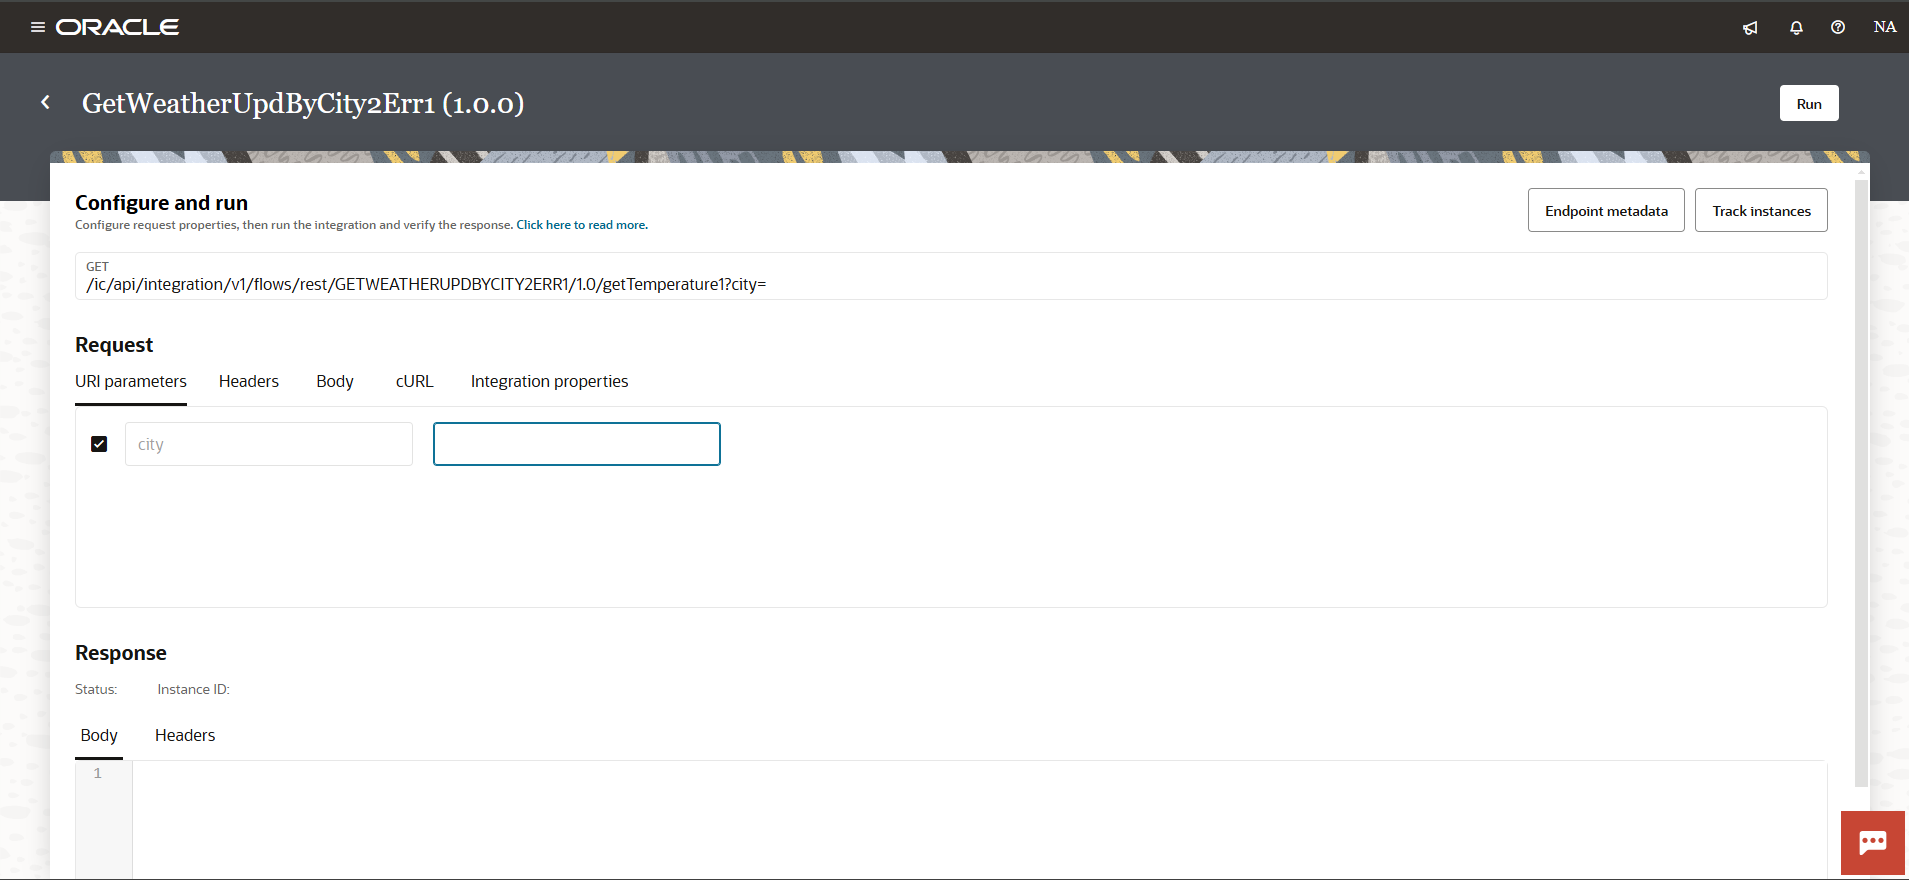 ORACLE
NA
GetWeatherUpdByCity2Err1 (1.0.0)
Run
Configure and run
Configure request properties, then run the integration and verify the response. Click here to read more.
Endpoint metadata
Track instances
GET
/ic/api/integration/v1/flows/rest/GETWEATHERUPDBYCITY2ERR1/1.0/getTemperature1?city=
Request
URI parameters Headers Body cURL Integration properties
city
Response
Status: Instance ID:
Body Headers
1